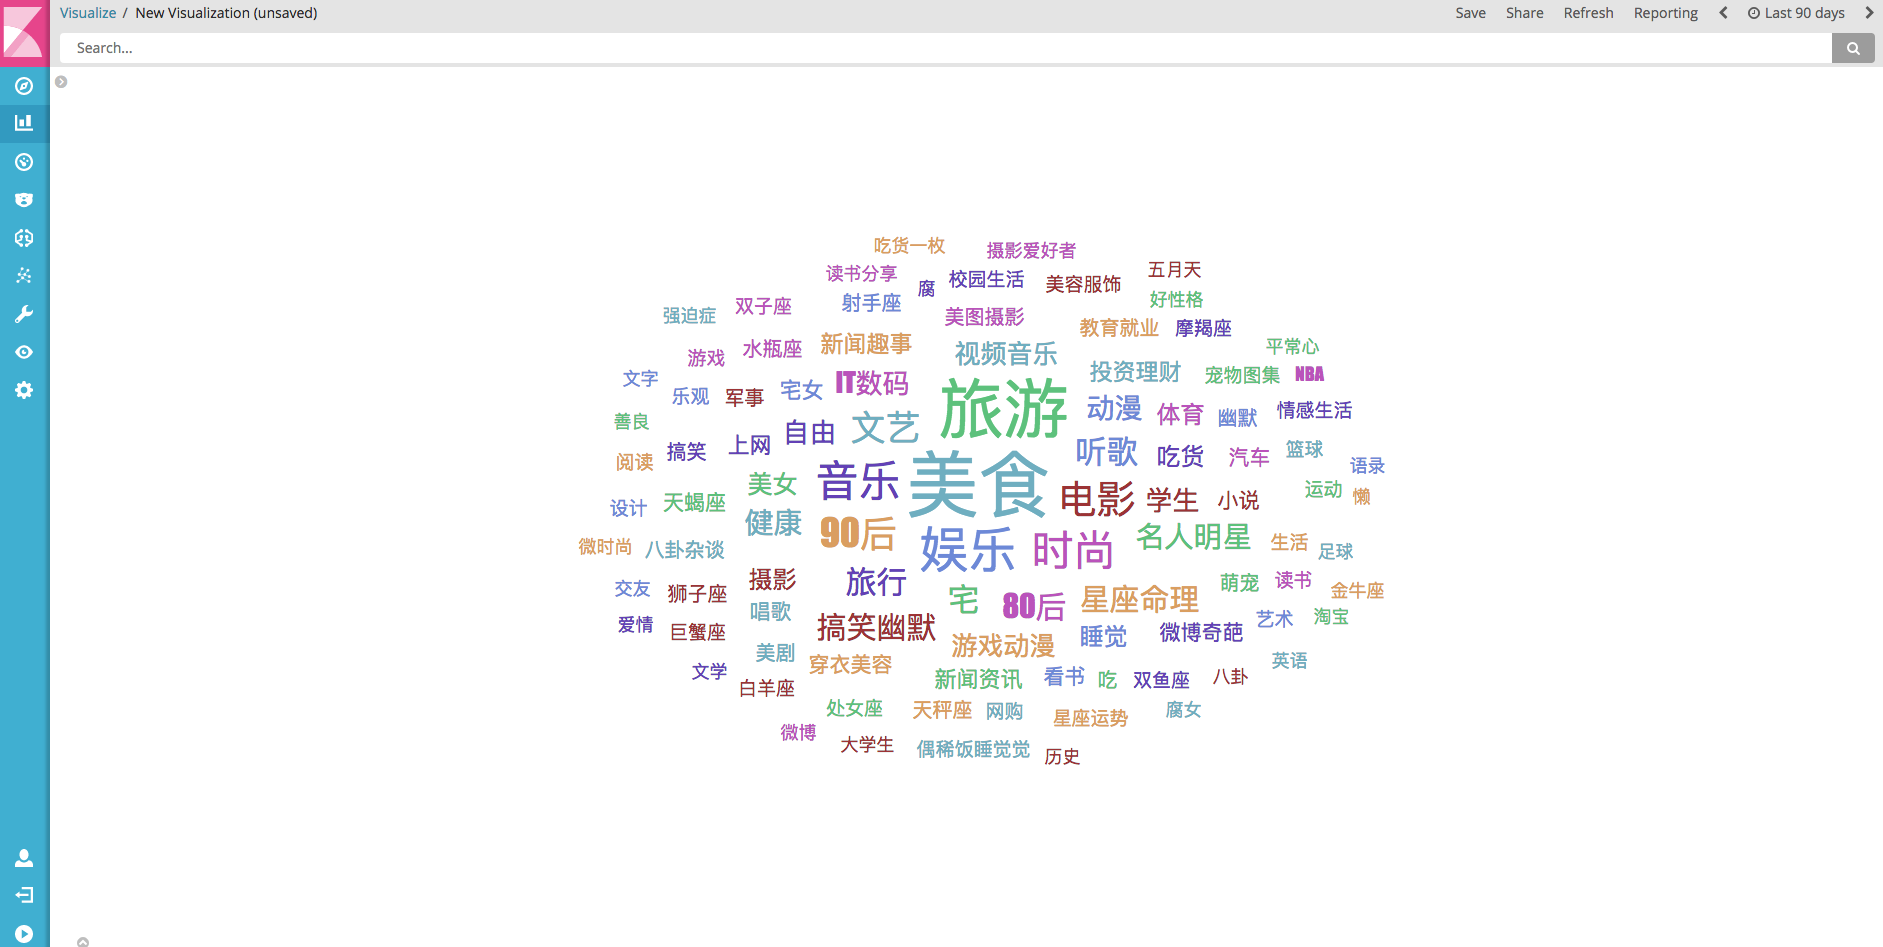 Visualize / New Visualization (unsaved)
Save Share Refresh Reporting Last 90 days
Search...
吃货一枚
摄影爱好者
读书分享
腐
校园生活
美容服饰
五月天
强迫症
双子座
射手座
美图摄影
好性格
游戏
水瓶座
新闻趣事
视频音乐
教育就业
摩羯座
平常心
文字
乐观
军事
宅女
IT数码
旅游
投资理财
宠物图集
NBA
善良
搞笑
上网
自由
文艺
动漫
体育
幽默
情感生活
阅读
美女
音乐
美食
听歌
吃货
汽车
篮球
语录
设计
天蝎座
健康
90后
电影
学生
小说
运动
懒
微时尚
八卦杂谈
娱乐
时尚
名人明星
生活
足球
交友
狮子座
摄影
旅行
宅
80后
星座命理
萌宠
读书
金牛座
爱情
巨蟹座
唱歌
搞笑幽默
游戏动漫
睡觉
微博奇葩
艺术
淘宝
文学
美剧
穿衣美容
新闻资讯
看书
吃
双鱼座
八卦
英语
白羊座
处女座
天秤座
网购
星座运势
腐女
微博
大学生
偶稀饭睡觉觉
历史